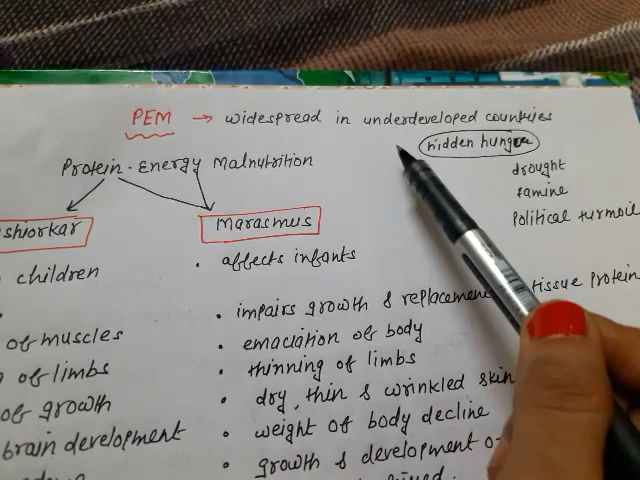 PEM → widespread in underdeveloped countries
hidden hunger
Protein-Energy Malnutrition
drought
famine
Political turmoil
shiorkar
Marasmus
children
• affects infants
• impairs growth & replacement
tissue protein
of muscles
• emaciation of body
of limbs
• thinning of limbs
of growth
• dry, thin & wrinkled skin
brain development
• weight of body decline
• growth & development